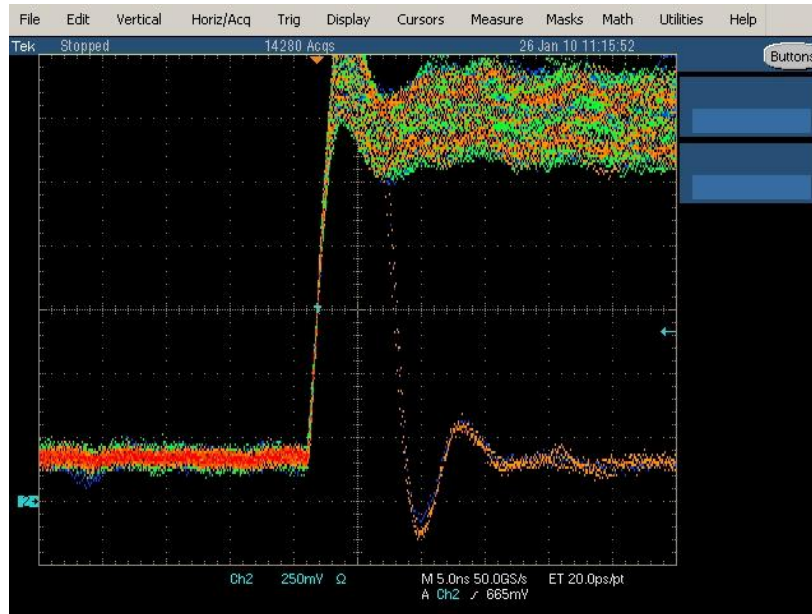 File Edit Vertical Horiz/Acq Trig Display Cursors Measure Masks Math Utilities Help
Tek Stopped 14280 Acqs 26 Jan 10 11:15:52
Buttons
2
Ch2 250mV Ω M 5.0ns 50.0GS/s ET 20.0ps/pt
A Ch2 ∕ 665mV